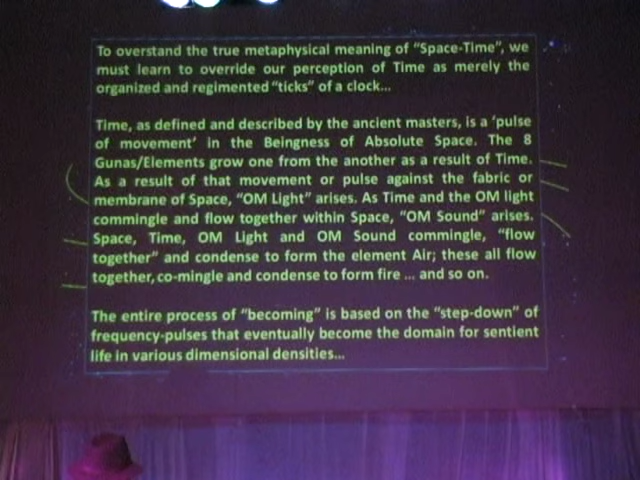 To overstand the true metaphysical meaning of "Space-Time", we
must learn to override our perception of Time as merely the
organized and regimented "ticks" of a clock...
Time, as defined and described by the ancient masters, is a 'pulse
of movement' in the Beingness of Absolute Space. The 8
Gunas/Elements grow one from the another as a result of Time.
As a result of that movement or pulse against the fabric or
membrane of Space, "OM Light" arises. As Time and the OM light
commingle and flow together within Space, "OM Sound" arises.
Space, Time, OM Light and OM Sound commingle, "flow
together" and condense to form the element Air; these all flow
together, co-mingle and condense to form fire ... and so on.
The entire process of "becoming" is based on the "step-down" of
frequency-pulses that eventually become the domain for sentient
life in various dimensional densities...